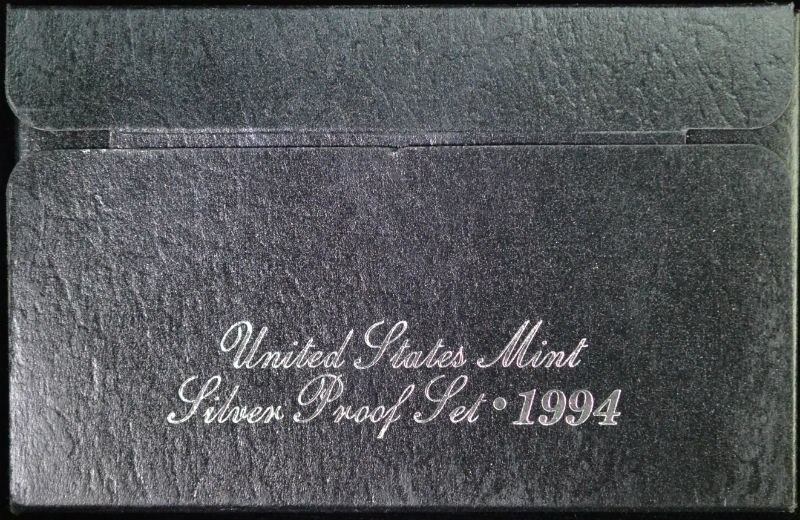 United States Mint
Silver Proof Set • 1994